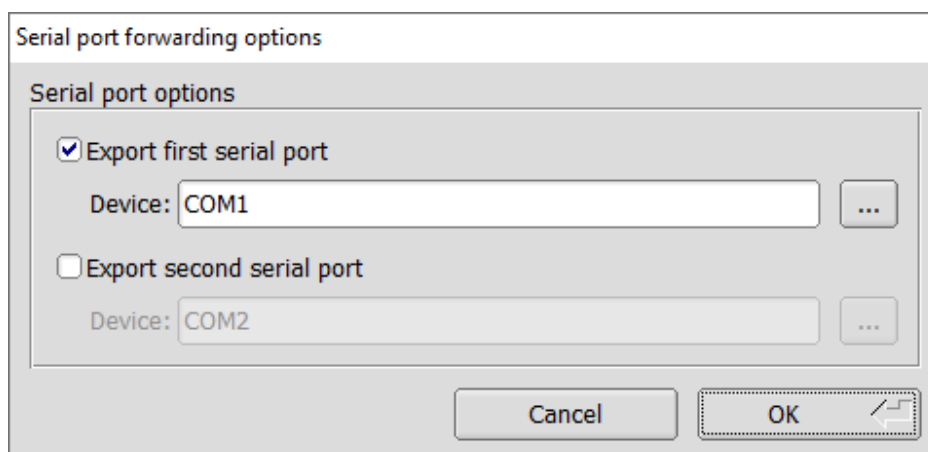 Serial port forwarding options
Serial port options
Export first serial port
Device: COM1 ...
Export second serial port
Device: COM2 ...
Cancel OK